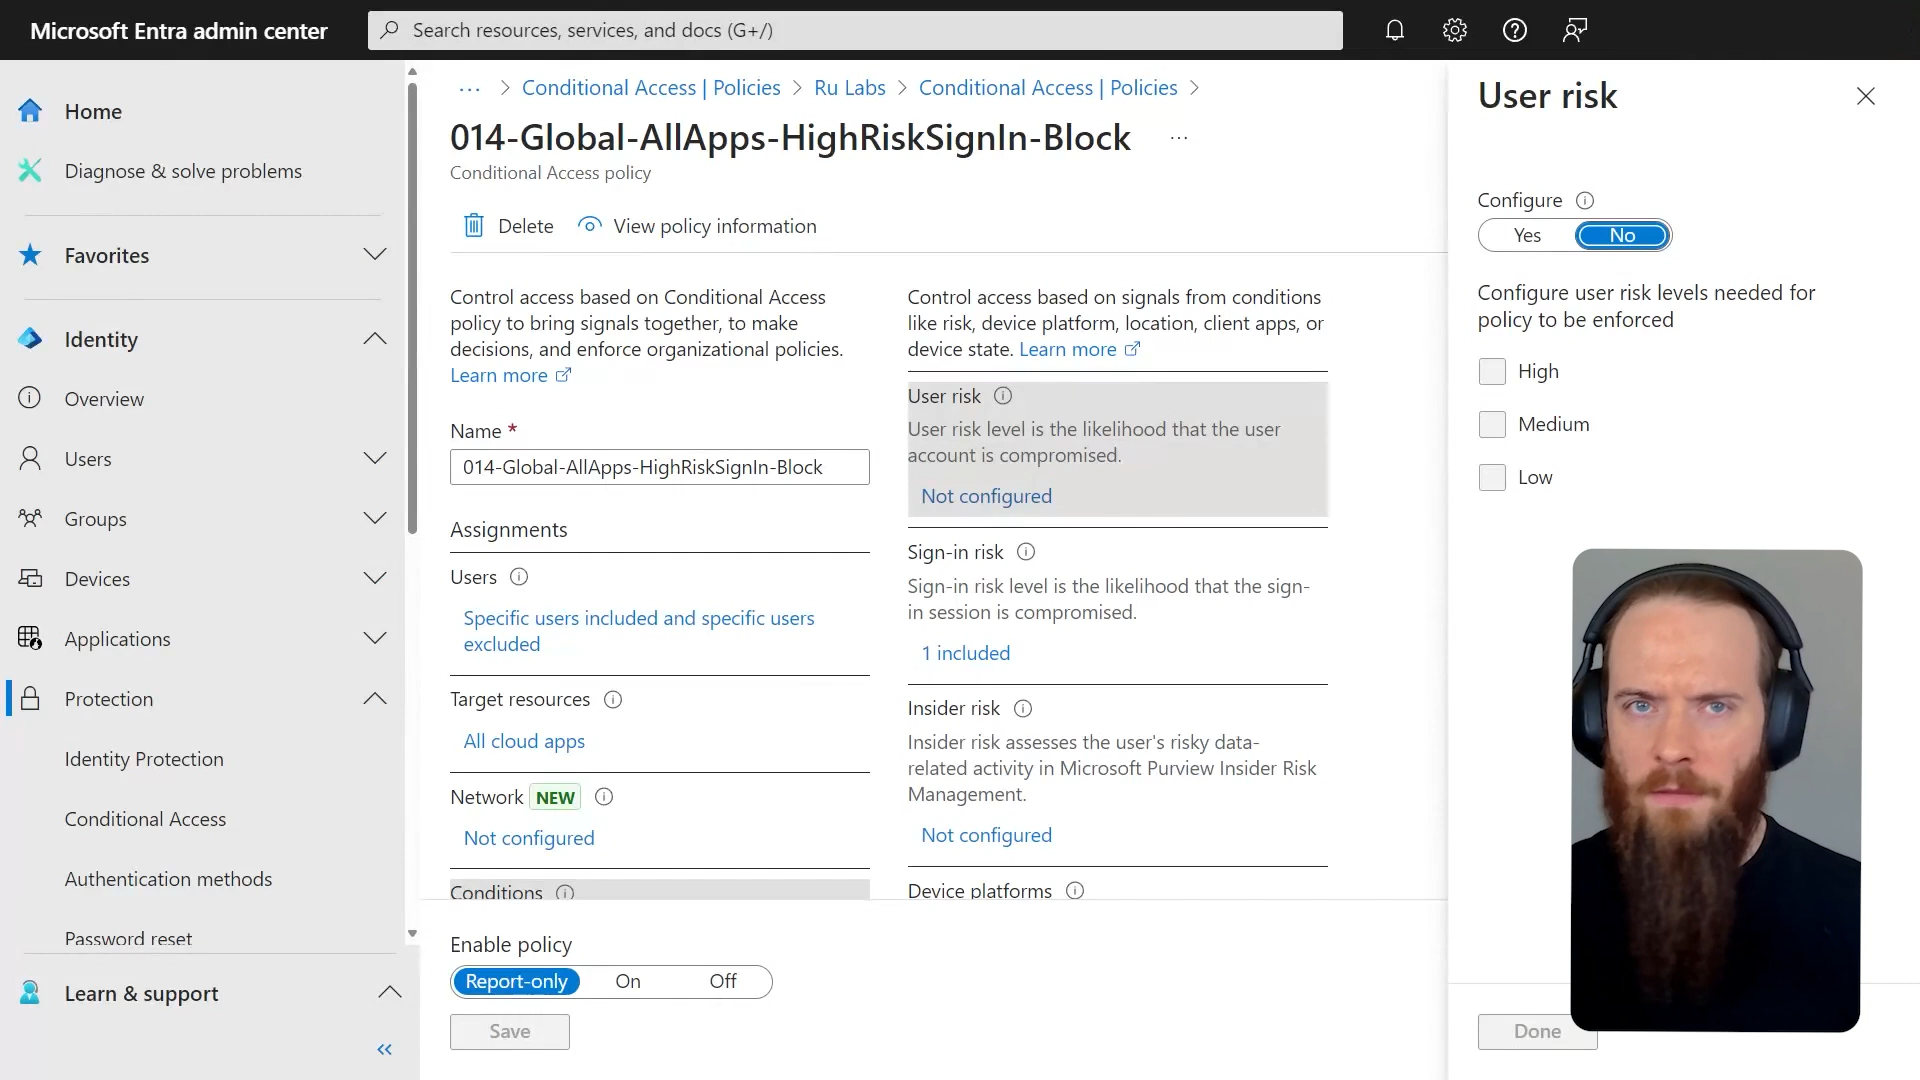 Microsoft Entra admin center
Search resources, services, and docs (G+/)
Home
Diagnose & solve problems
Favorites
Identity
Overview
Users
Groups
Devices
Applications
Protection
Identity Protection
Conditional Access
Authentication methods
Password reset
Learn & support
... > Conditional Access | Policies > Ru Labs > Conditional Access | Policies >
014-Global-AllApps-HighRiskSignIn-Block ...
Conditional Access policy
Delete View policy information
Control access based on Conditional Access
policy to bring signals together, to make
decisions, and enforce organizational policies.
Learn more
Name *
014-Global-AllApps-HighRiskSignIn-Block
Assignments
Users
Specific users included and specific users
excluded
Target resources
All cloud apps
Network NEW
Not configured
Conditions
Control access based on signals from conditions
like risk, device platform, location, client apps, or
device state. Learn more
User risk
User risk level is the likelihood that the user
account is compromised.
Not configured
Sign-in risk
Sign-in risk level is the likelihood that the sign-
in session is compromised.
1 included
Insider risk
Insider risk assesses the user's risky data-
related activity in Microsoft Purview Insider Risk
Management.
Not configured
Device platforms
Enable policy
Report-only On Off
Save
User risk
Configure
Yes No
Configure user risk levels needed for
policy to be enforced
High
Medium
Low
Done